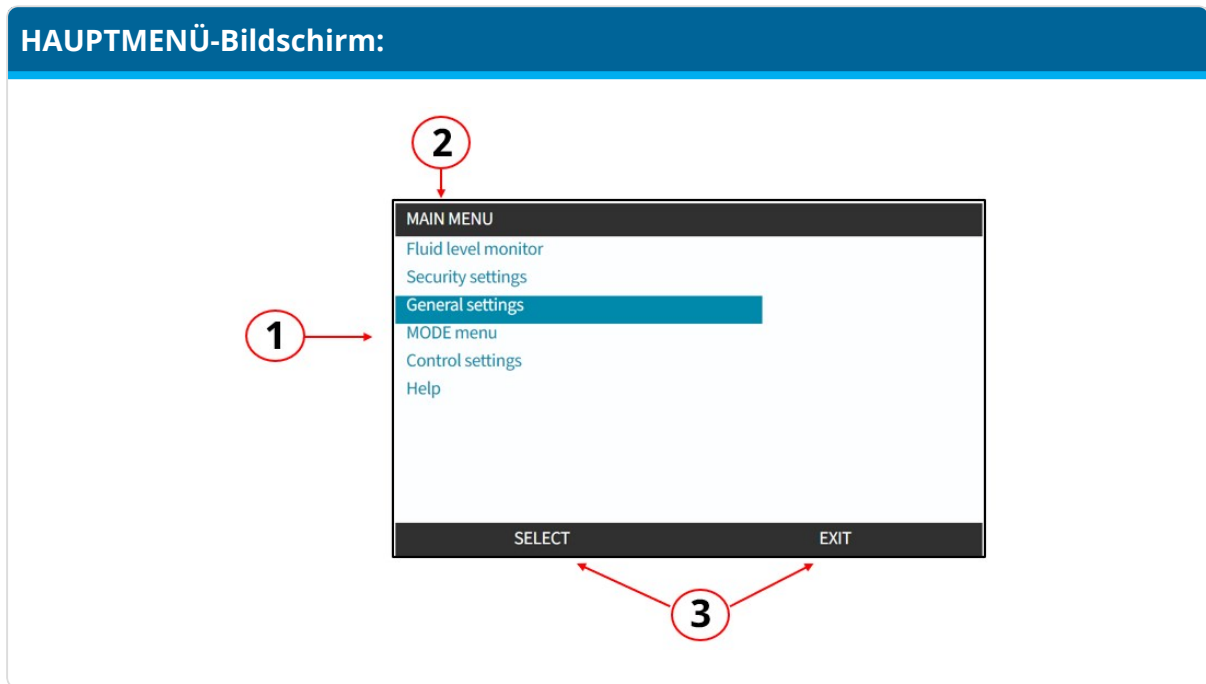 HAUPTMENÜ-Bildschirm:
2
MAIN MENU
Fluid level monitor
Security settings
General settings
1
MODE menu
Control settings
Help
SELECT EXIT
3